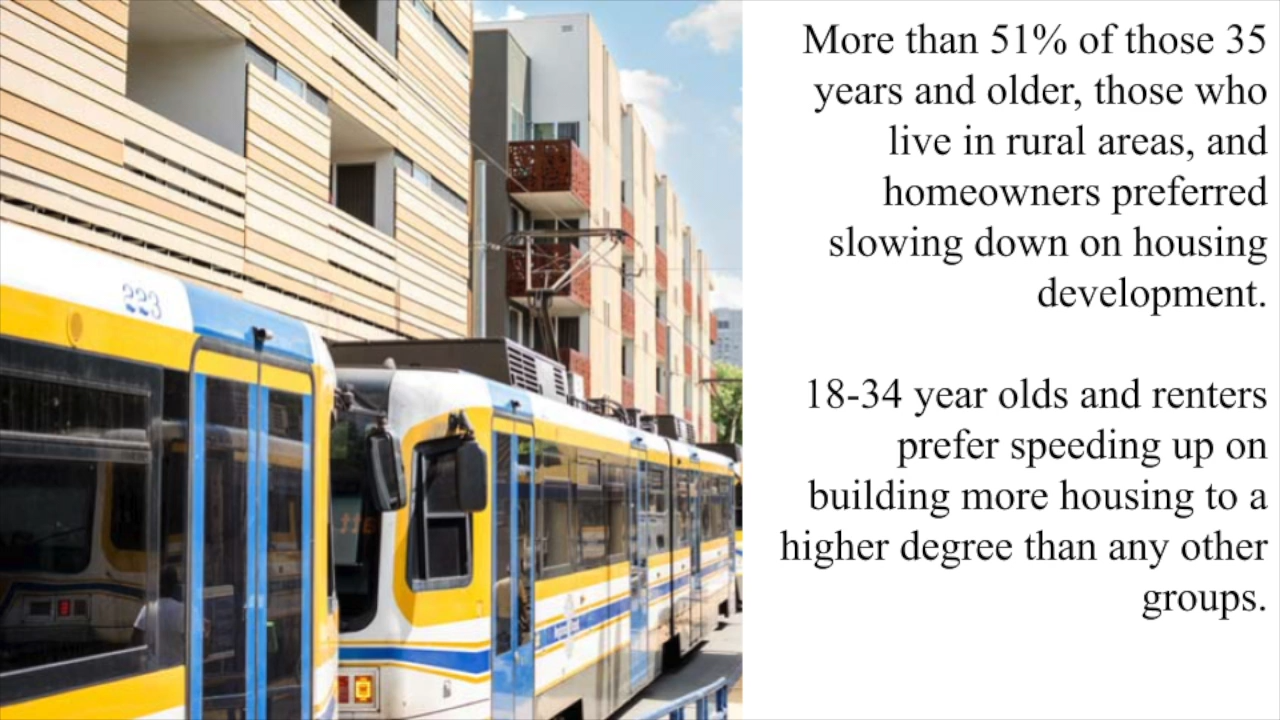 More than 51% of those 35
years and older, those who
live in rural areas, and
homeowners preferred
slowing down on housing
development.
18-34 year olds and renters
prefer speeding up on
building more housing to a
higher degree than any other
groups.
223